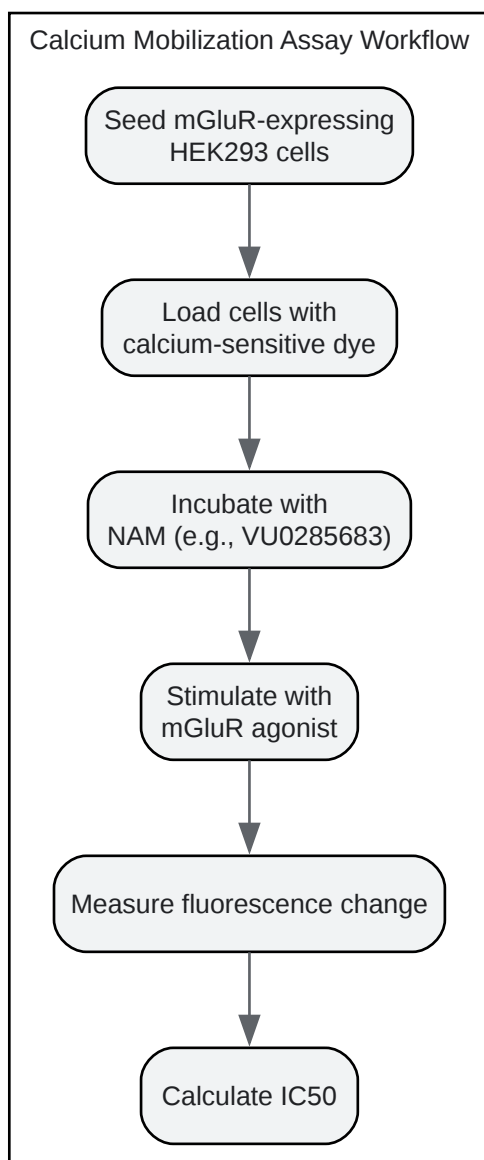 Calcium Mobilization Assay Workflow
Seed mGluR-expressing
HEK293 cells
Load cells with
calcium-sensitive dye
Incubate with
NAM (e.g., VU0285683)
Stimulate with
mGluR agonist
Measure fluorescence change
Calculate IC50